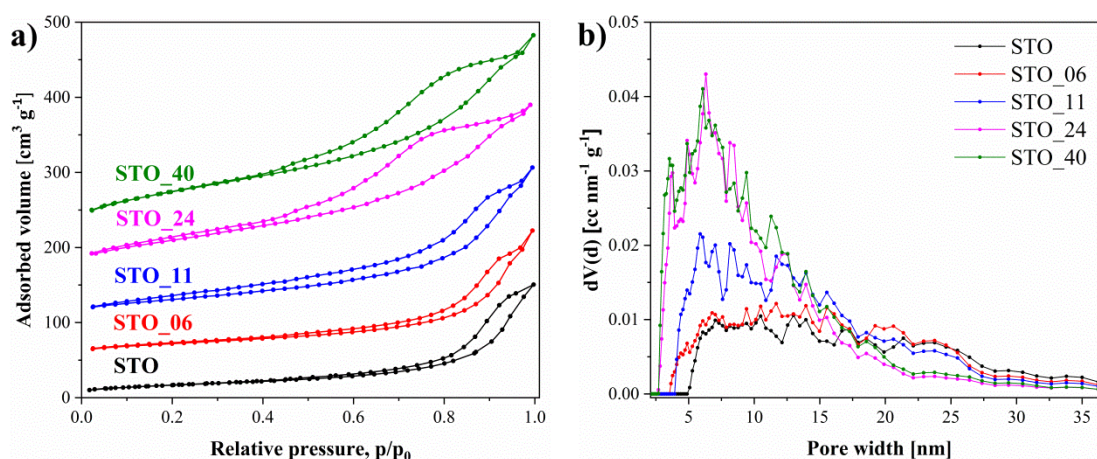 a)
Adsorbed volume [cm³ g⁻¹]
500
400
300
200
100
0
STO_40
STO_24
STO_11
STO_06
STO
0.0 0.2 0.4 0.6 0.8 1.0
Relative pressure, p/p₀
b)
dV(d) [cc nm⁻¹ g⁻¹]
0.05
0.04
0.03
0.02
0.01
0.00
STO
STO_06
STO_11
STO_24
STO_40
5 10 15 20 25 30 35
Pore width [nm]